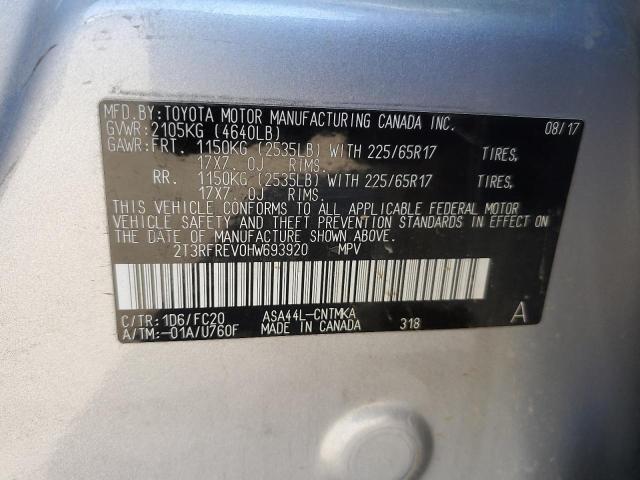 MFD.BY:TOYOTA MOTOR MANUFACTURING CANADA INC. 08/17
GVWR:2105KG (4640LB)
GAWR:FRT. 1150KG (2535LB) WITH 225/65R17 TIRES,
17X7.0J RIMS.
RR. 1150KG (2535LB) WITH 225/65R17 TIRES,
17X7.0J RIMS.
THIS VEHICLE CONFORMS TO ALL APPLICABLE FEDERAL MOTOR
VEHICLE SAFETY AND THEFT PREVENTION STANDARDS IN EFFECT ON
THE DATE OF MANUFACTURE SHOWN ABOVE.
2T3RFREV0HW693920 MPV
C/TR:1D6/FC20 ASA44L-CNTMKA A
A/TM:-01A/U760F MADE IN CANADA 318